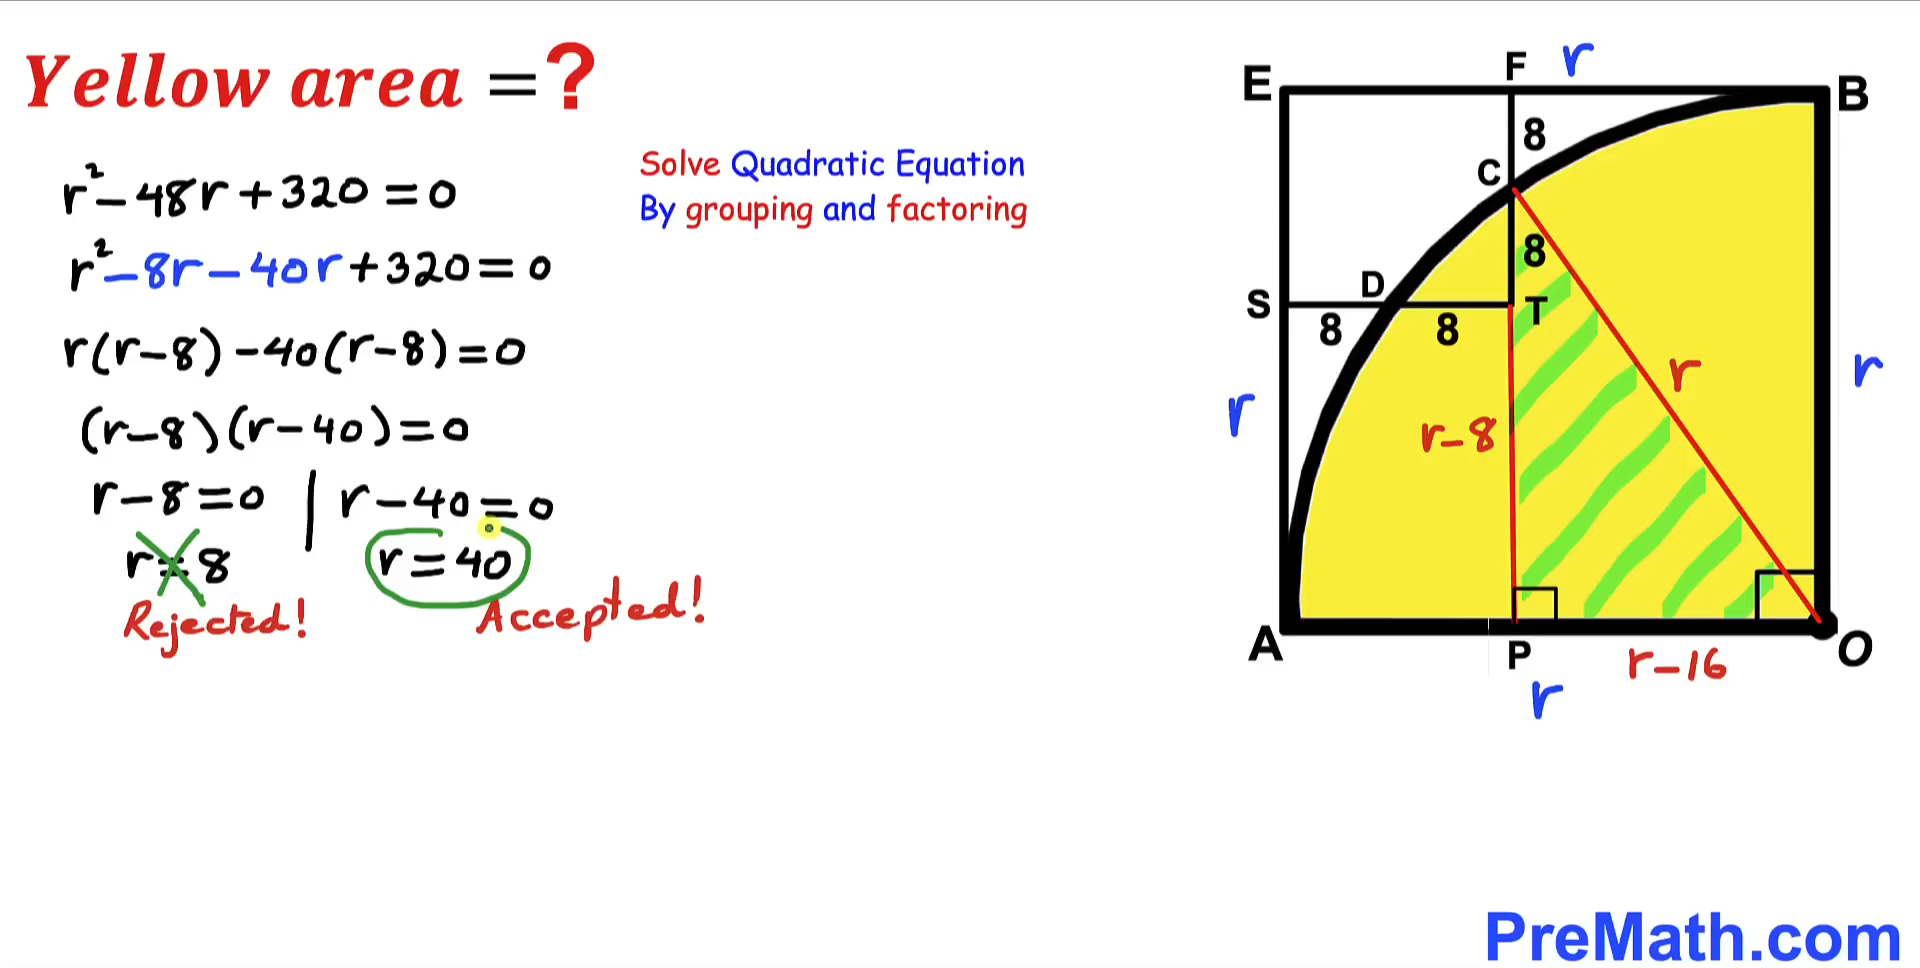 Yellow area =?
Solve Quadratic Equation
By grouping and factoring
r²-48r+320=0
r²-8r-40r+320=0
r(r-8)-40(r-8)=0
(r-8)(r-40)=0
r-8=0 | r-40=0
r=8
r=40
Rejected!
Accepted!
F r
E
B
8
C
8
D
S
T
8
8
r
r
r-8
r
A
P
r-16
O
r
PreMath.com